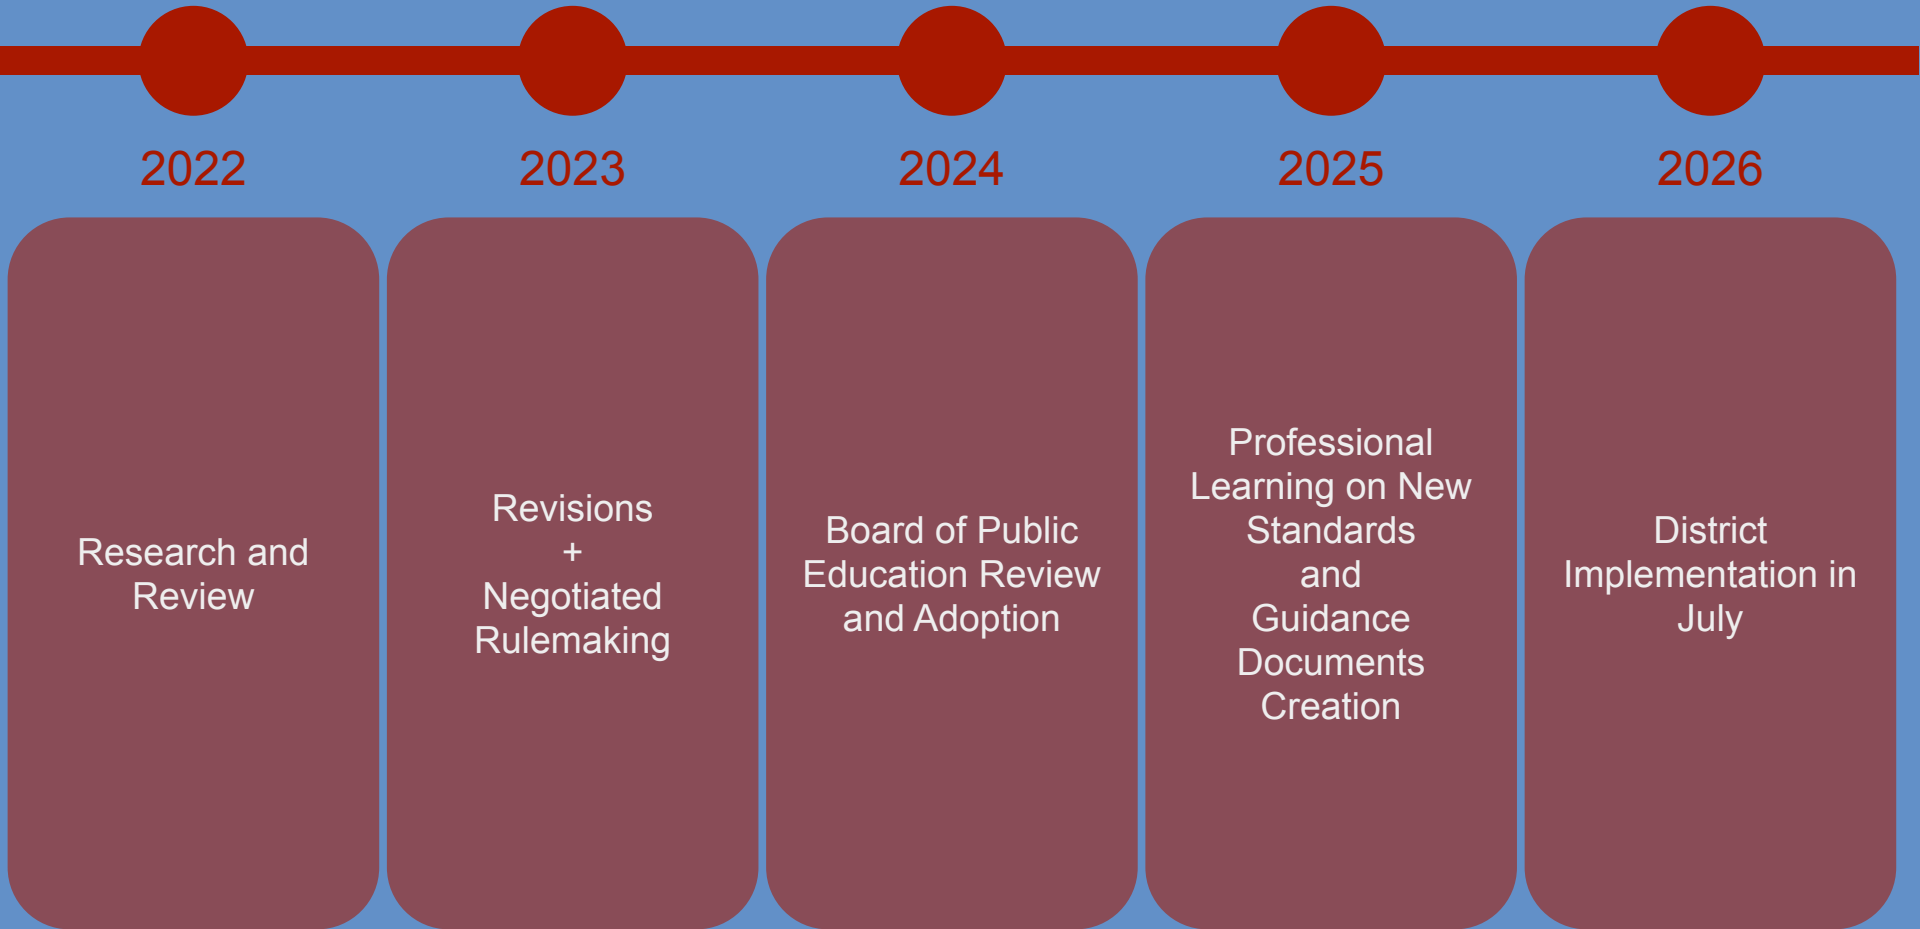 2022
Research and
Review
2023
Revisions
+
Negotiated
Rulemaking
2024
Board of Public
Education Review
and Adoption
2025
Professional
Learning on New
Standards
and
Guidance
Documents
Creation
2026
District
Implementation in
July